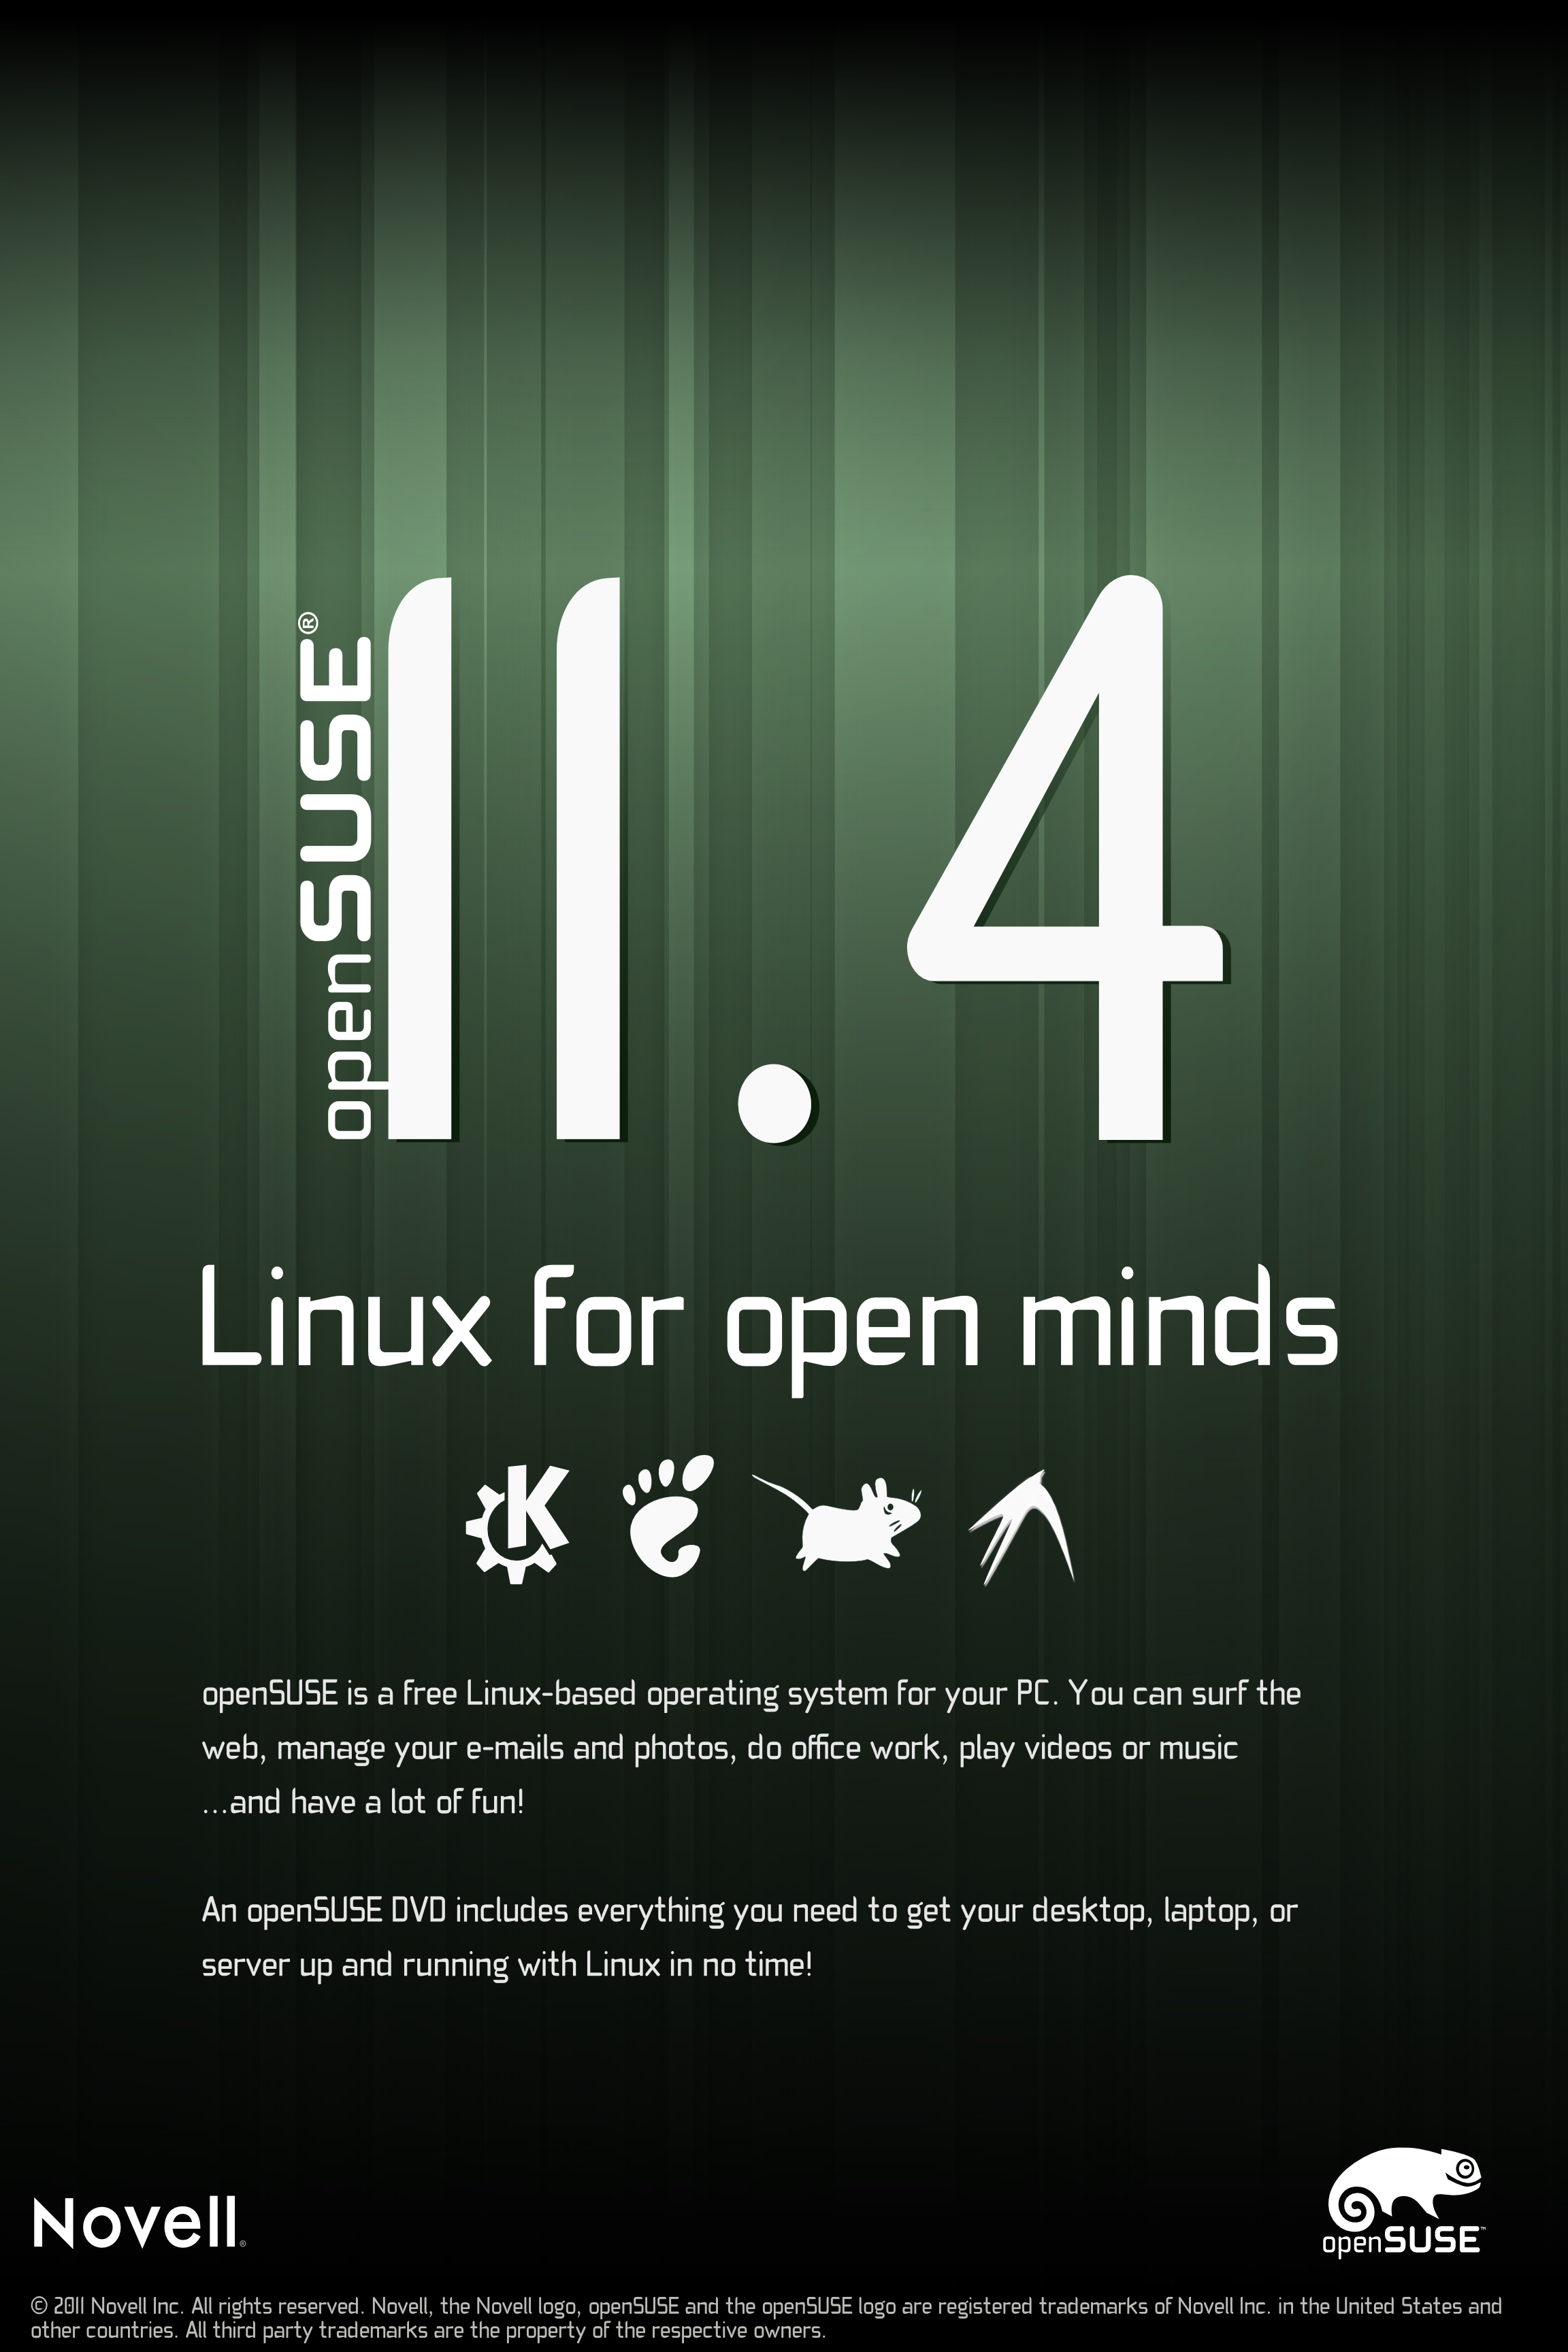 openSUSE®
11.4
Linux for open minds
openSUSE is a free Linux-based operating system for your PC. You can surf the
web, manage your e-mails and photos, do office work, play videos or music
...and have a lot of fun!
An openSUSE DVD includes everything you need to get your desktop, laptop, or
server up and running with Linux in no time!
Novell®
openSUSE™
© 2011 Novell Inc. All rights reserved. Novell, the Novell logo, openSUSE and the openSUSE logo are registered trademarks of Novell Inc. in the United States and
other countries. All third party trademarks are the property of the respective owners.